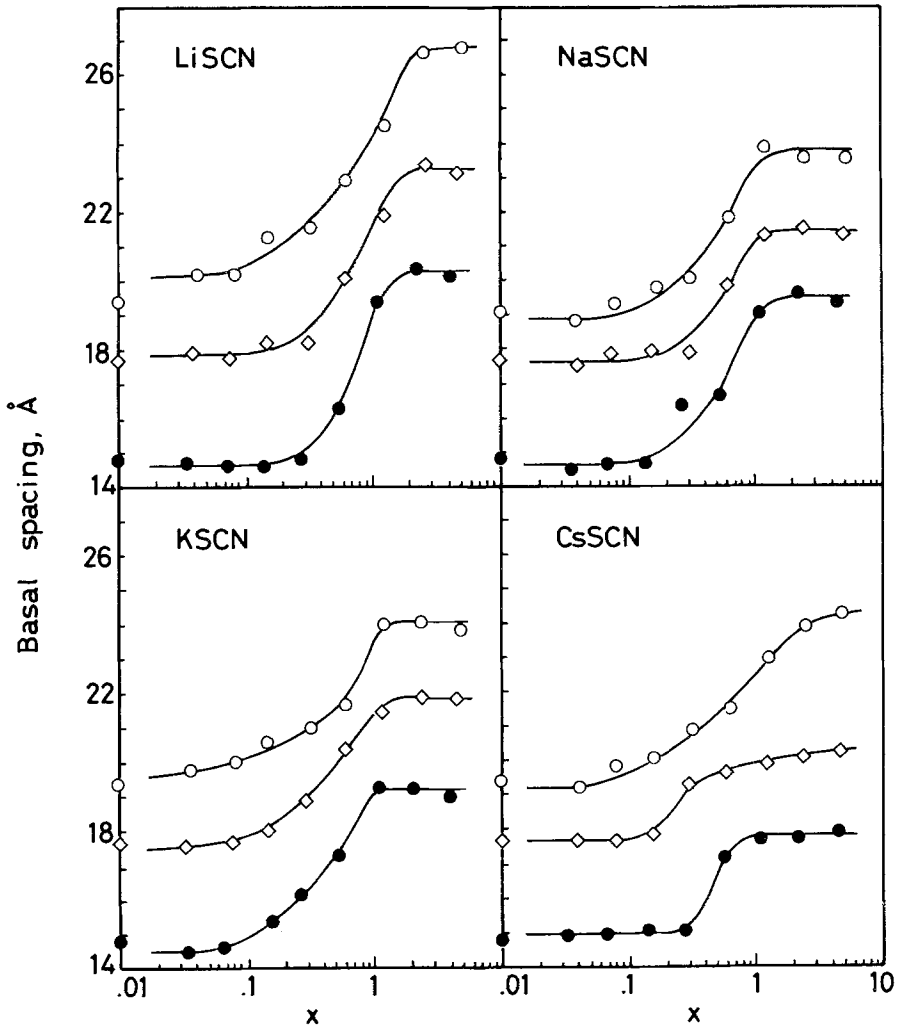 LiSCN
NaSCN
26
22
18
14
KSCN
CsSCN
26
22
18
14
Basal spacing, Å
.01 .1 1 .01 .1 1 10
x x